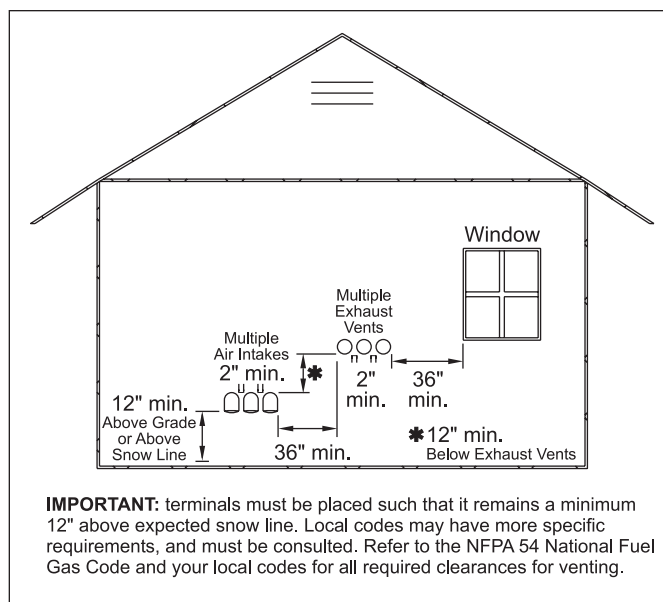 Window
Multiple
Exhaust
Vents
Multiple
Air Intakes
2" min.
✱
2"
min.
36"
min.
12" min.
Above Grade
or Above
Snow Line
36" min.
✱ 12" min.
Below Exhaust Vents
IMPORTANT: terminals must be placed such that it remains a minimum
12" above expected snow line. Local codes may have more specific
requirements, and must be consulted. Refer to the NFPA 54 National Fuel
Gas Code and your local codes for all required clearances for venting.